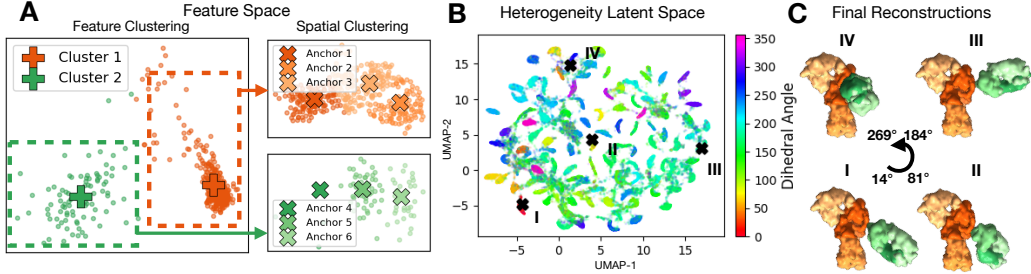 A
Feature Space
Feature Clustering
Spatial Clustering
Cluster 1
Cluster 2
Anchor 1
Anchor 2
Anchor 3
Anchor 4
Anchor 5
Anchor 6
B
Heterogeneity Latent Space
UMAP-2
15
10
5
0
−5
−5
0
5
10
15
UMAP-1
IV
II
III
I
350
300
250
200
150
100
50
0
Dihedral Angle
C
Final Reconstructions
IV
III
269° 184°
14° 81°
I
II